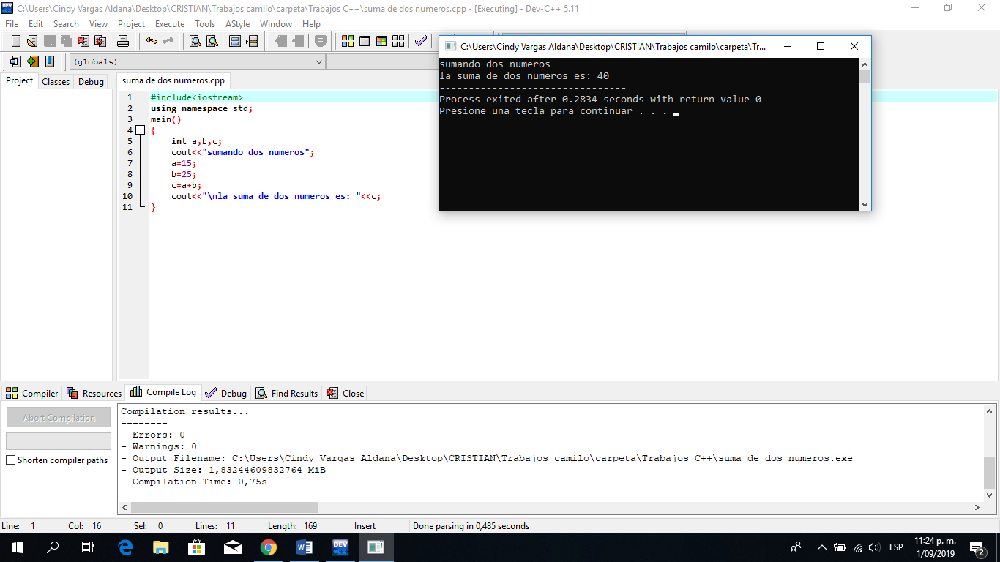 C:\Users\Cindy Vargas Aldana\Desktop\CRISTIAN\Trabajos camilo\carpeta\Trabajos C++\suma de dos numeros.cpp - [Executing] - Dev-C++ 5.11
File Edit Search View Project Execute Tools AStyle Window Help
(globals)
Project Classes Debug
suma de dos numeros.cpp
1 #include<iostream>
2 using namespace std;
3 main()
4 {
5 int a,b,c;
6 cout<<"sumando dos numeros";
7 a=15;
8 b=25;
9 c=a+b;
10 cout<<"\nla suma de dos numeros es: "<<c;
11 }
C:\Users\Cindy Vargas Aldana\Desktop\CRISTIAN\Trabajos camilo\carpeta\Tr...
sumando dos numeros
la suma de dos numeros es: 40
--------------------------------
Process exited after 0.2834 seconds with return value 0
Presione una tecla para continuar . . .
Compiler Resources Compile Log Debug Find Results Close
Abort Compilation
Shorten compiler paths
Compilation results...
--------
- Errors: 0
- Warnings: 0
- Output Filename: C:\Users\Cindy Vargas Aldana\Desktop\CRISTIAN\Trabajos camilo\carpeta\Trabajos C++\suma de dos numeros.exe
- Output Size: 1,83244609832764 MiB
- Compilation Time: 0,75s
Line: 1 Col: 16 Sel: 0 Lines: 11 Length: 169 Insert Done parsing in 0,485 seconds
DEV
ESP
11:24 p. m.
1/09/2019
2